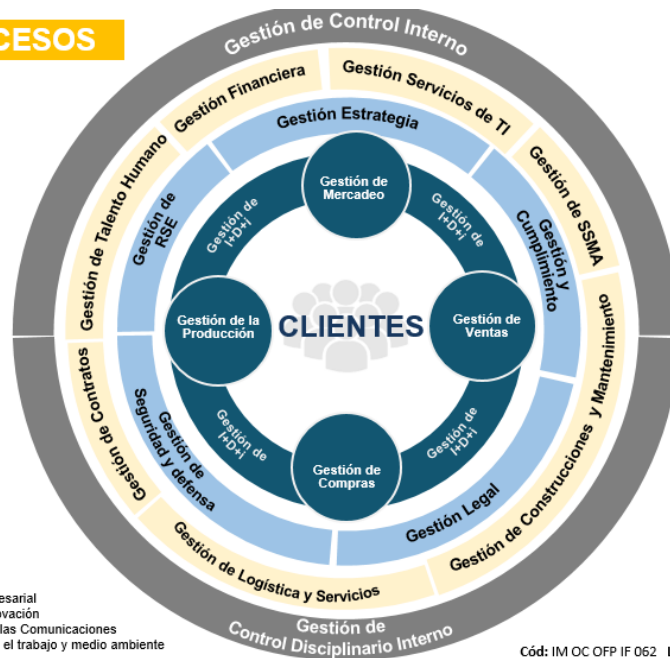 CESOS
Gestión de Control Interno
Gestión Financiera
Gestión Servicios de TI
Gestión Estrategia
Gestión de Talento Humano
Gestión de
RSE
Gestión de
Mercadeo
Gestión de SSMA
Gestión y
Cumplimiento
Gestión de
I+D+i
Gestión de
I+D+i
Gestión de la
Producción
CLIENTES
Gestión de
Ventas
Gestión de Contratos
Gestión de
Seguridad y defensa
Gestión de
I+D+i
Gestión de
I+D+i
Gestión de
Compras
Gestión Legal
Gestión de Construcciones y Mantenimiento
Gestión de Logística y Servicios
Gestión de
Control Disciplinario Interno
esarial
ovación
las Comunicaciones
el trabajo y medio ambiente
Cód: IM OC OFP IF 062